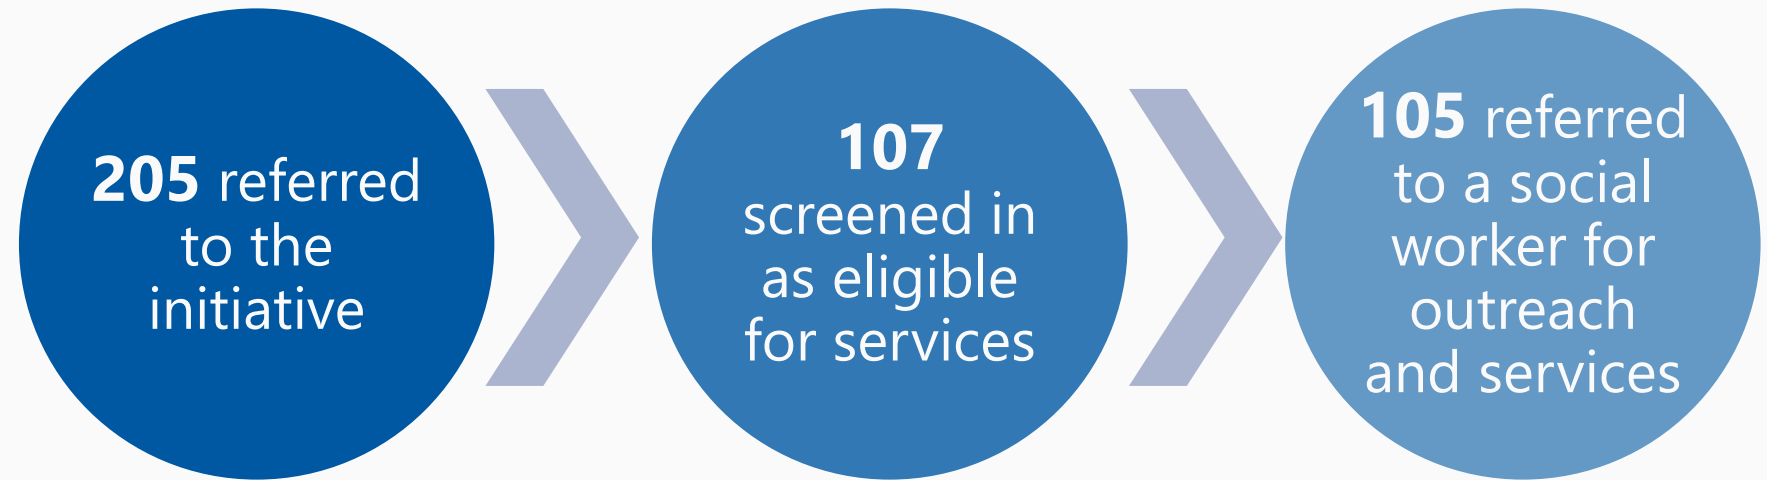 205 referred
to the
initiative
107
screened in
as eligible
for services
105 referred
to a social
worker for
outreach
and services